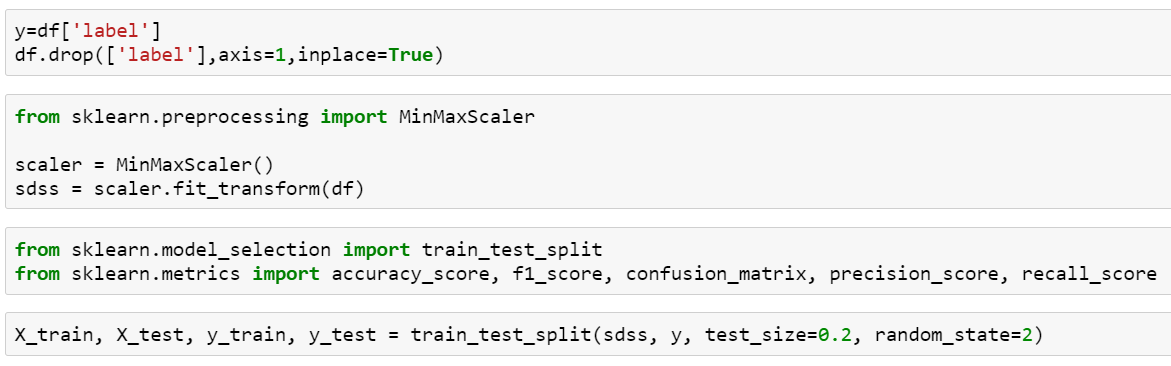 y=df['label']
df.drop(['label'],axis=1,inplace=True)
from sklearn.preprocessing import MinMaxScaler
scaler = MinMaxScaler()
sdss = scaler.fit_transform(df)
from sklearn.model_selection import train_test_split
from sklearn.metrics import accuracy_score, f1_score, confusion_matrix, precision_score, recall_score
X_train, X_test, y_train, y_test = train_test_split(sdss, y, test_size=0.2, random_state=2)